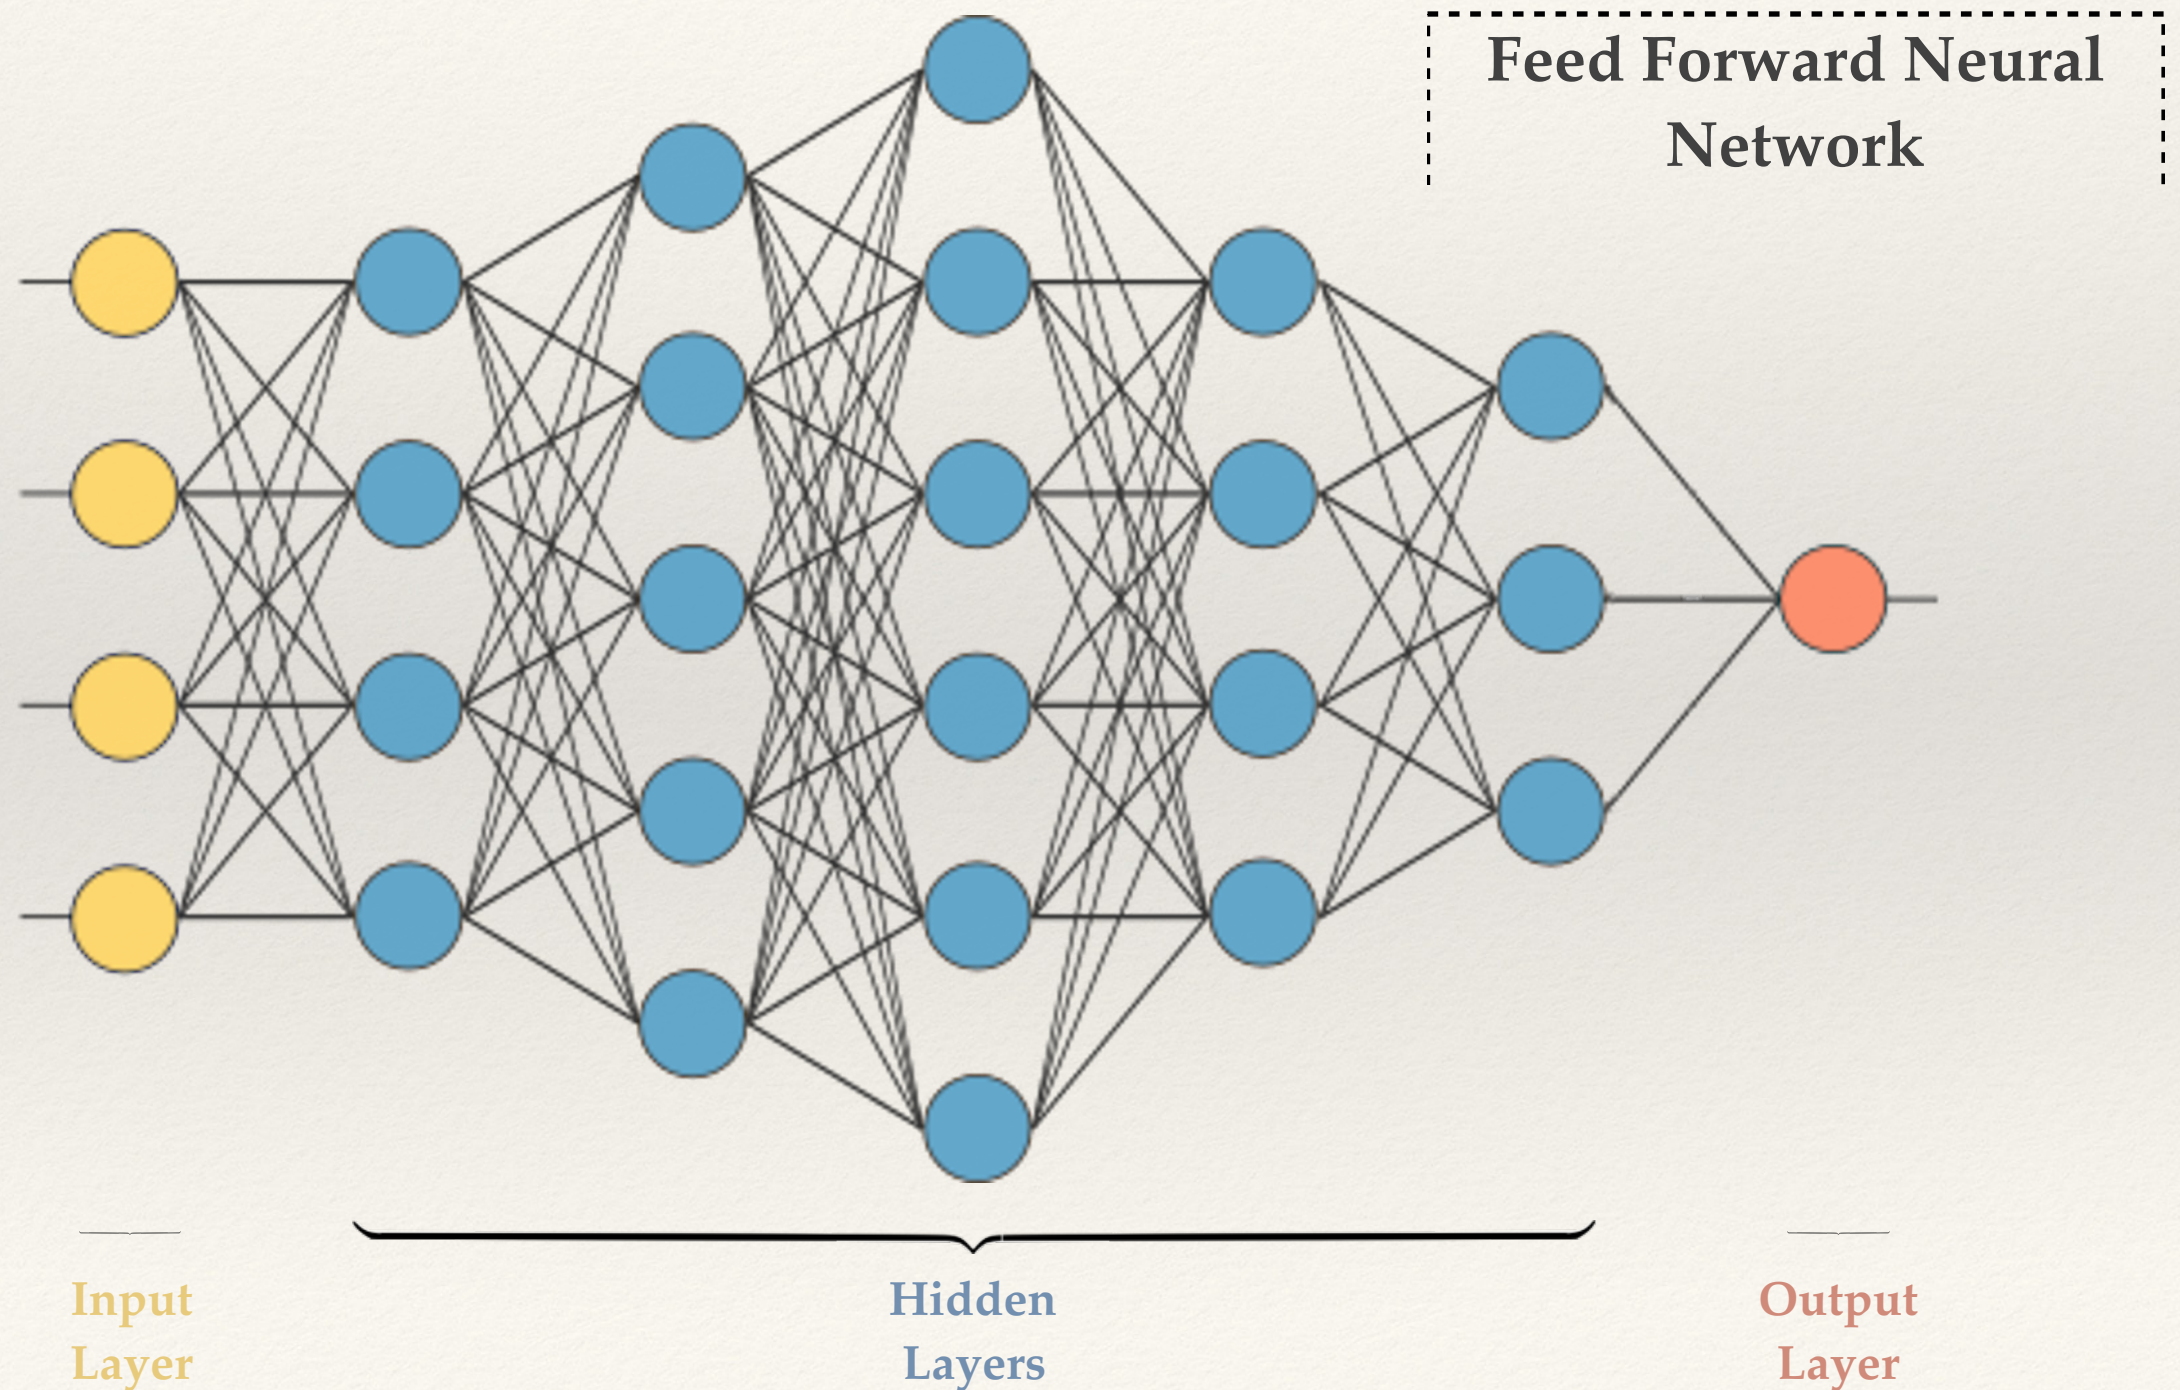 Feed Forward Neural
Network
Input
Layer
Hidden
Layers
Output
Layer